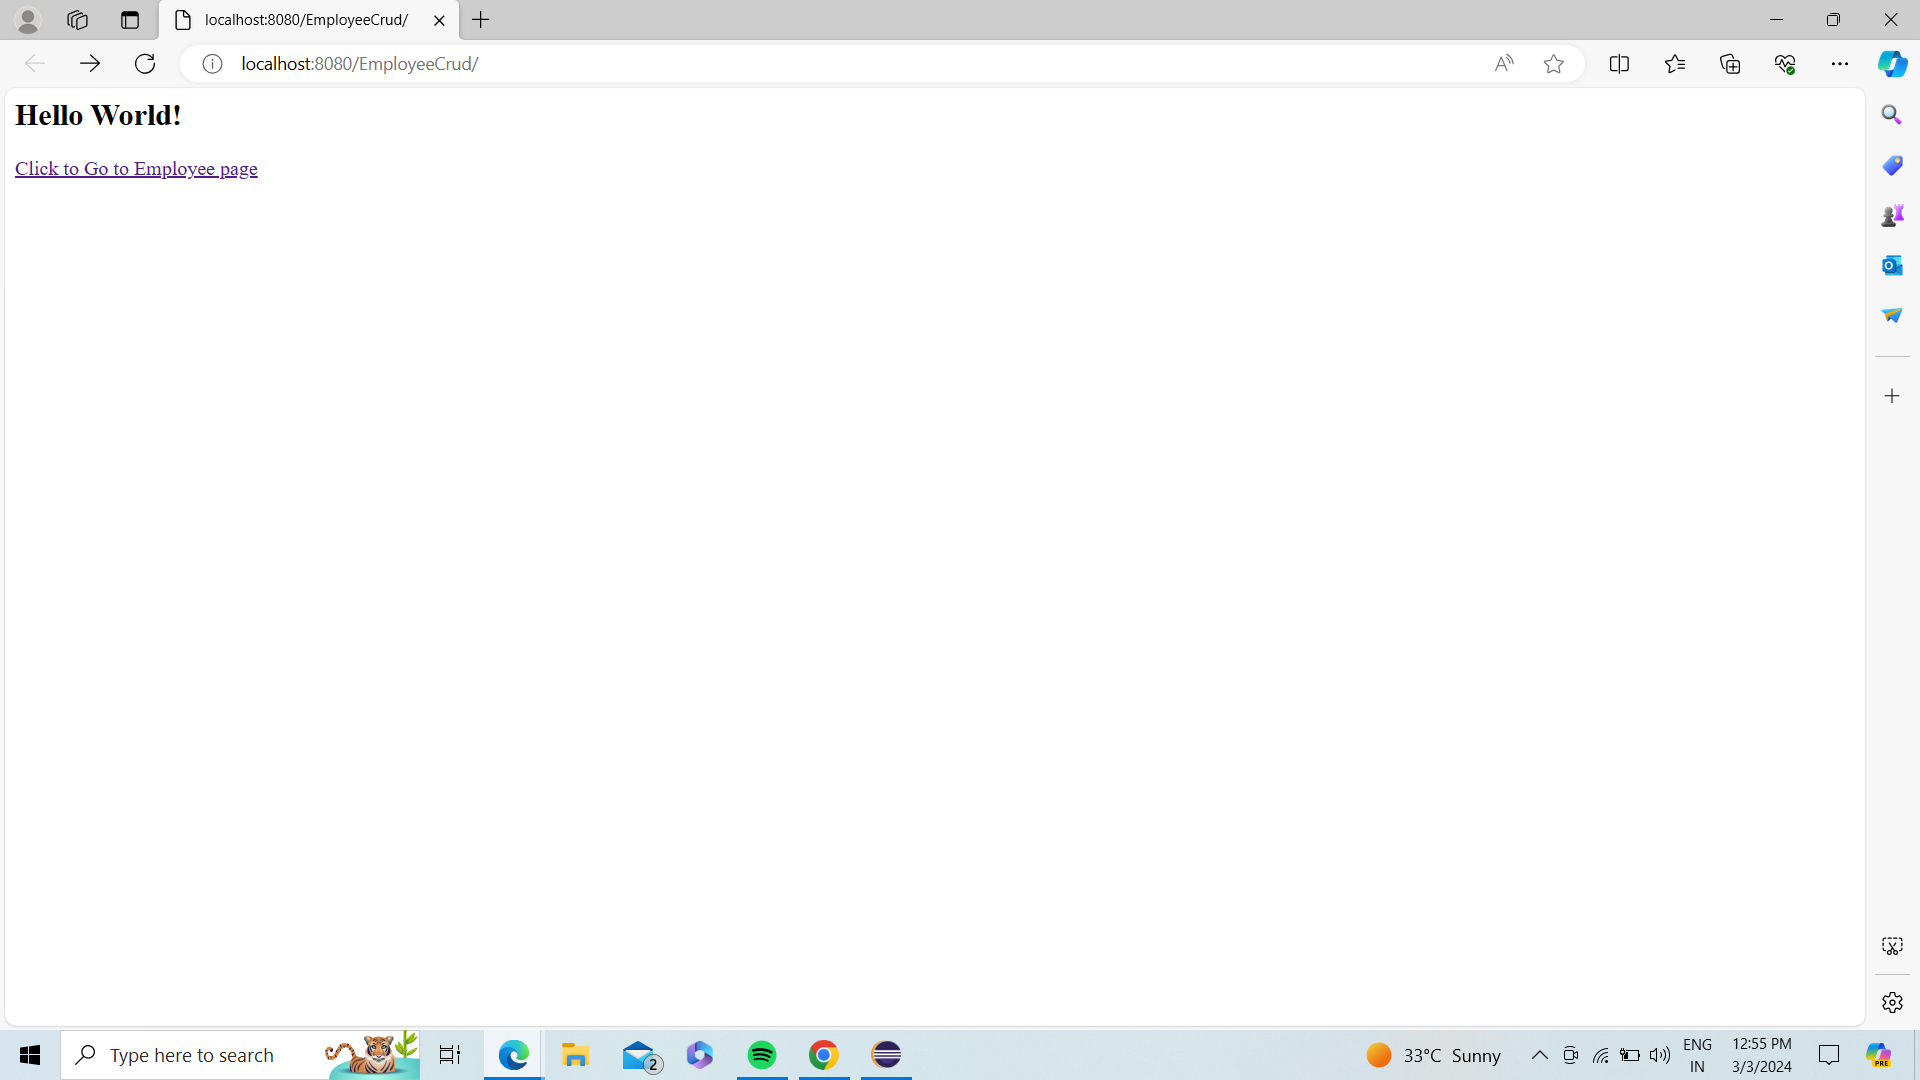 localhost:8080/EmployeeCrud/
localhost:8080/EmployeeCrud/
Hello World!
Click to Go to Employee page
Type here to search
2
33°C Sunny
ENG
IN
12:55 PM
3/3/2024
PRE